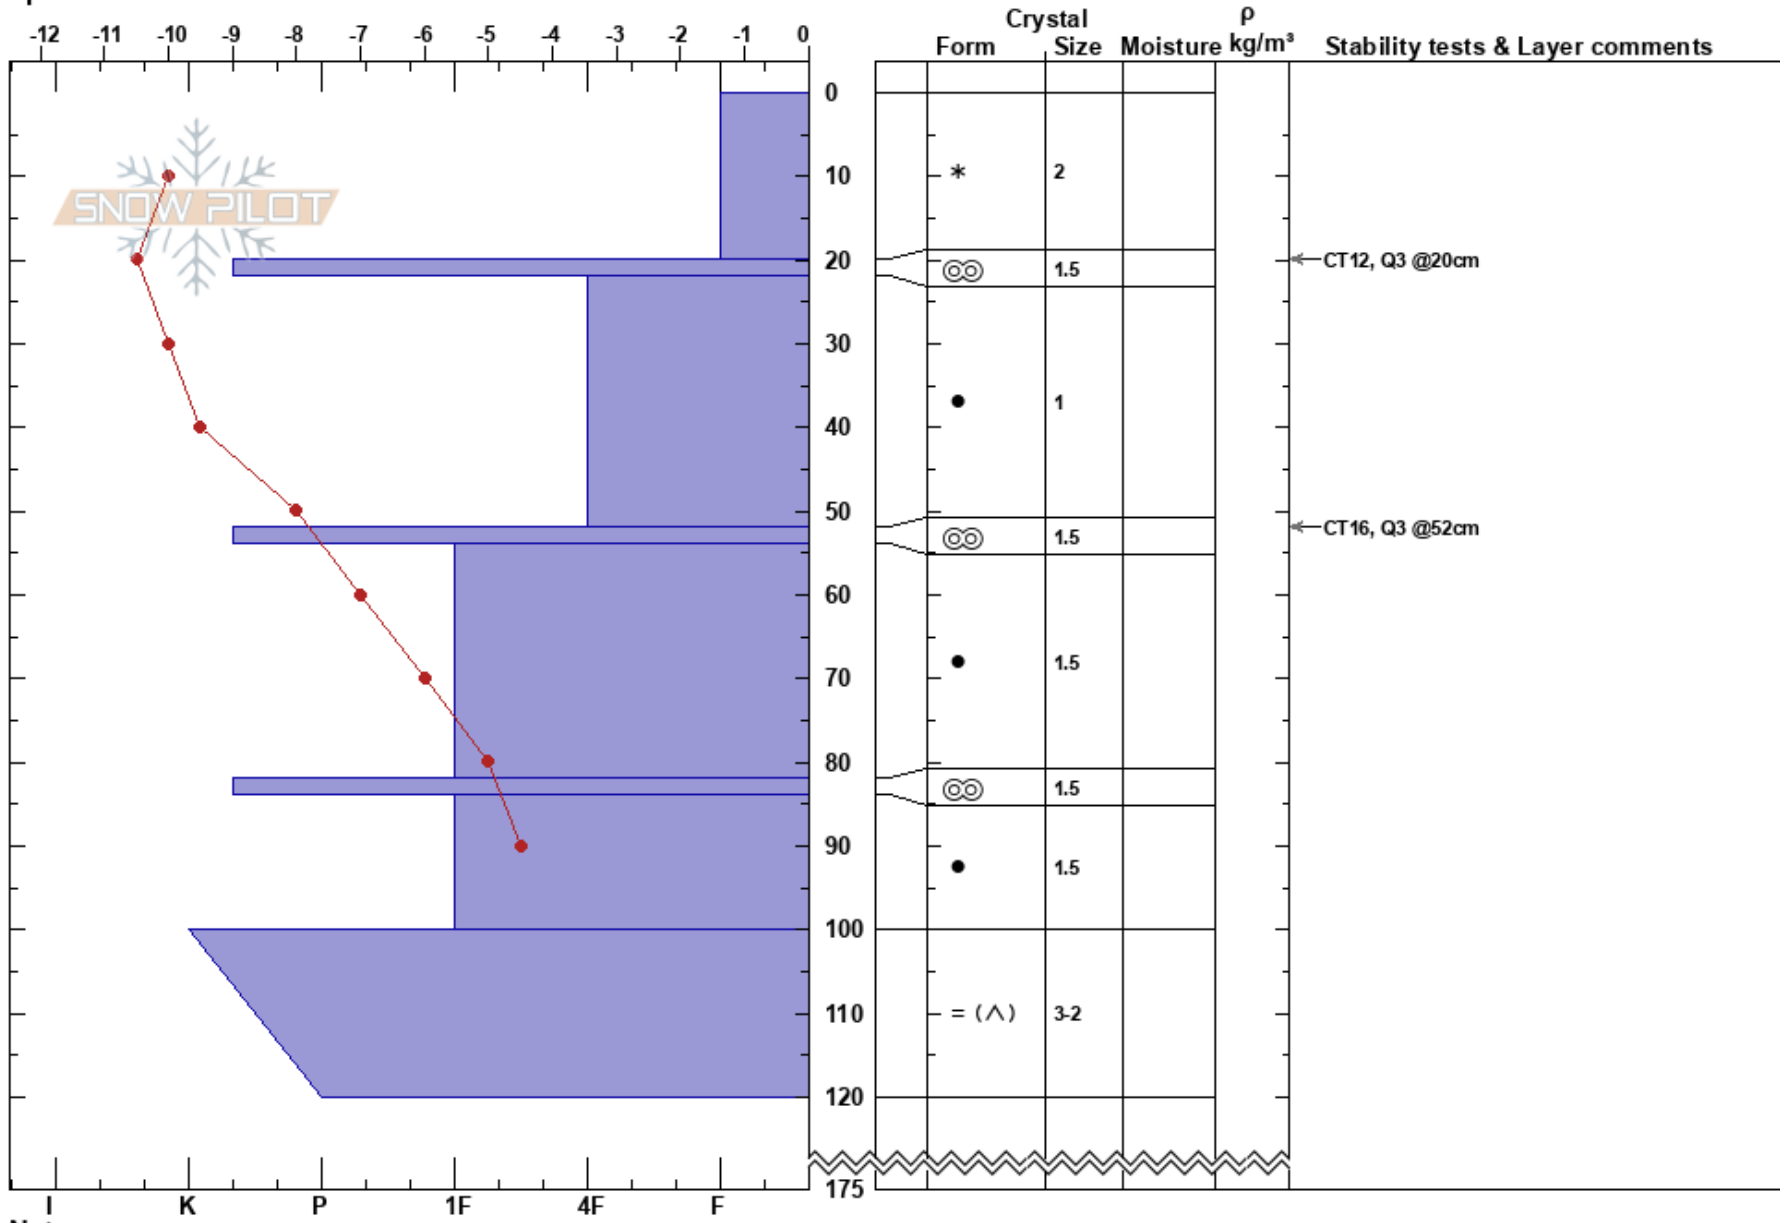 -12 -11 -10 -9 -8 -7 -6 -5 -4 -3 -2 -1 0
Crystal
ρ
Form Size Moisture kg/m³ Stability tests & Layer comments
0
SNOW PILOT
10 * 2
20 1.5 CT12, Q3 @20cm
30
40 1
50
1.5 CT16, Q3 @52cm
60
70 1.5
80
1.5
90 1.5
100
110 = (∧) 3-2
120
175
I K P 1F 4F F